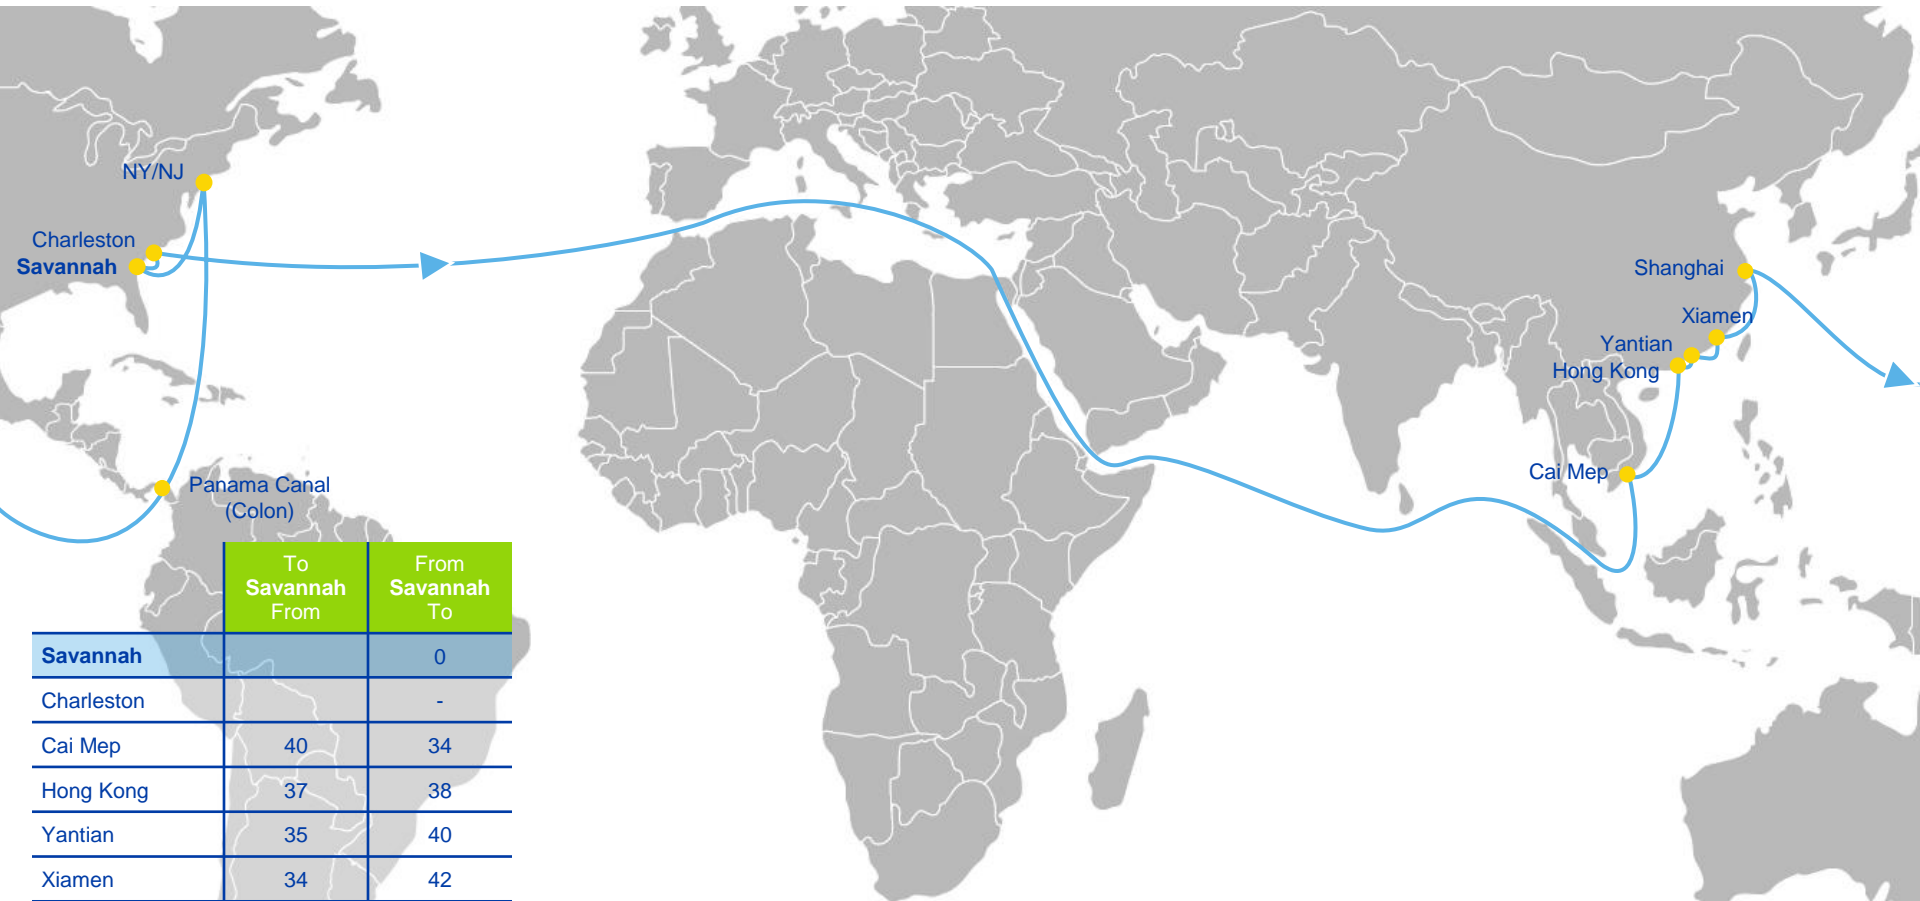 NY/NJ
Charleston
Savannah
Shanghai
Xiamen
Yantian
Hong Kong
Cai Mep
Panama Canal
(Colon)
To From
Savannah Savannah
From To
Savannah 0
Charleston -
Cai Mep 40 34
Hong Kong 37 38
Yantian 35 40
Xiamen 34 42